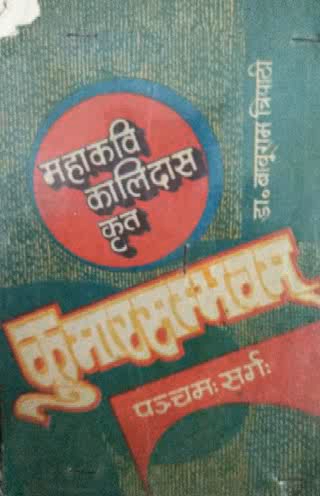 महाकवि
कालिदास
कृत
कुमारसम्भवम्
पञ्चमः सर्गः
डा० बाबूराम त्रिपाठी